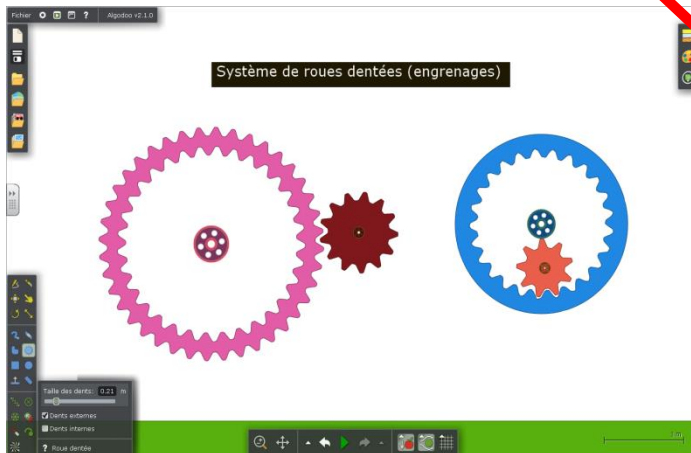 Fichier ? Algodoo v2.1.0
Système de roues dentées (engrenages)
Taille des dents: 0.21 m
Dents externes
Dents internes
? Roue dentée
1 m